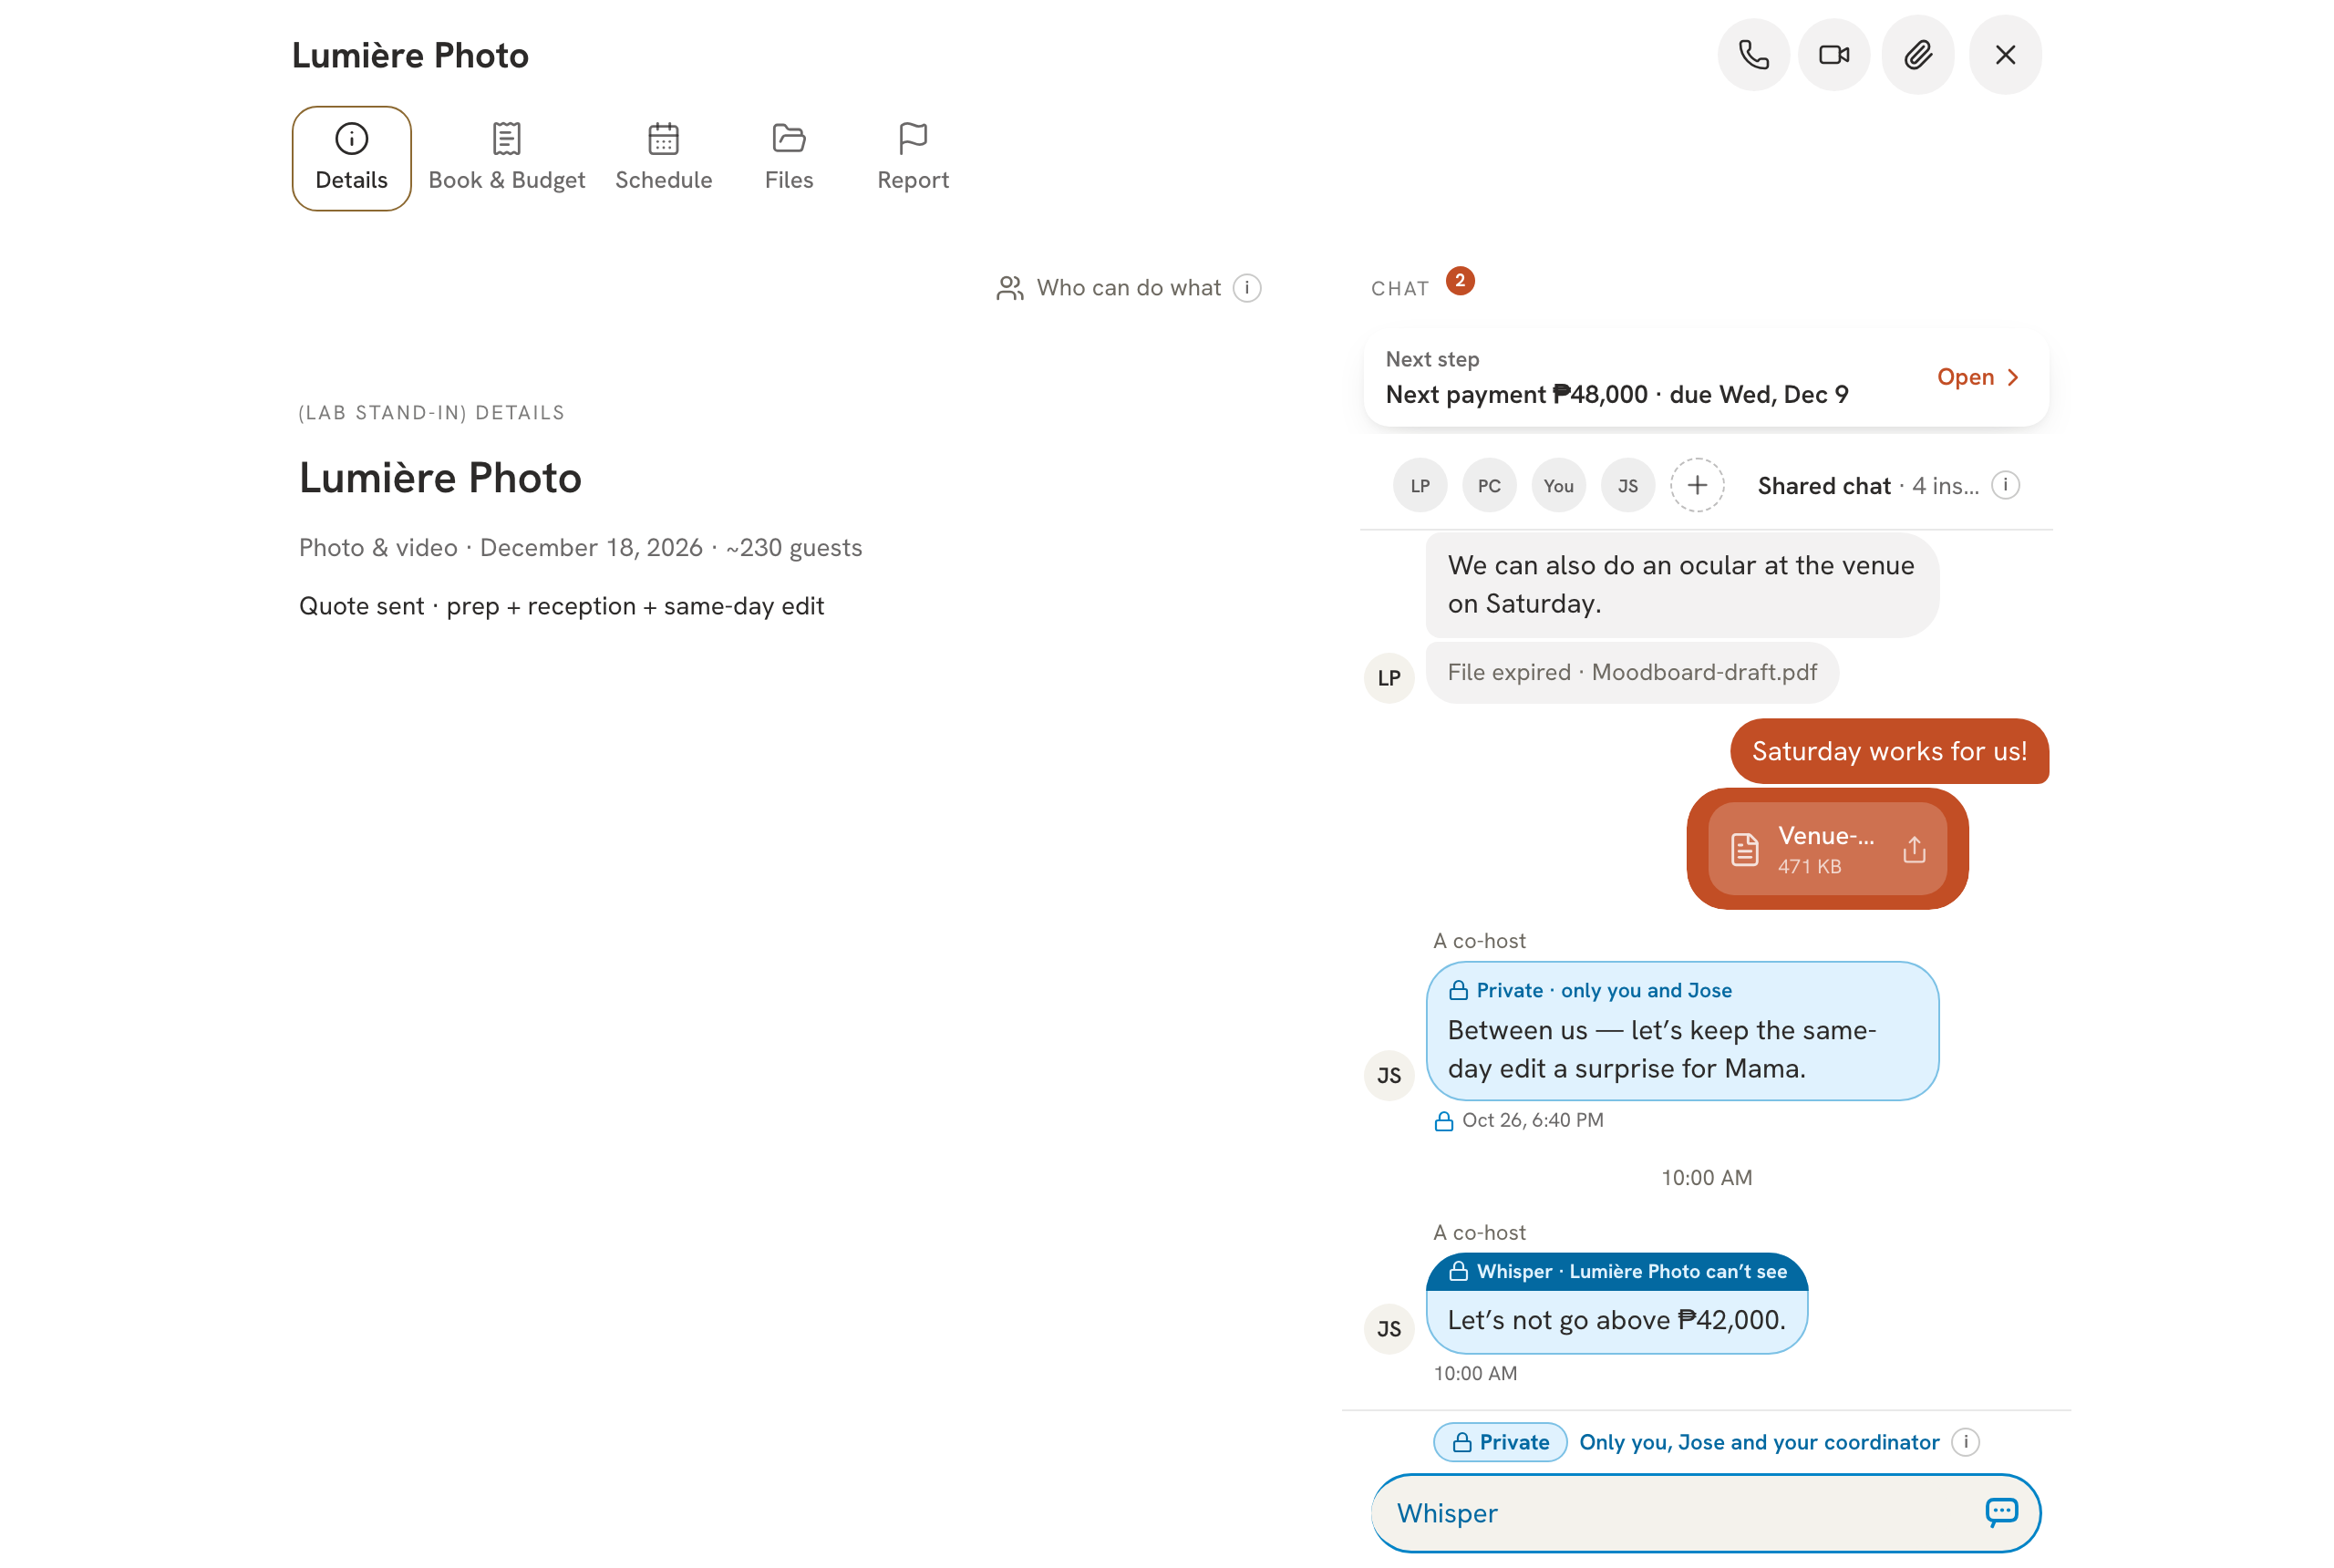 Lumière Photo
Details
Book & Budget
Schedule
Files
Report
Who can do what
(LAB STAND-IN) DETAILS
Lumière Photo
Photo & video · December 18, 2026 · ~230 guests
Quote sent · prep + reception + same-day edit
CHAT 2
Next step
Next payment ₱48,000 · due Wed, Dec 9
Open
LP PC You JS
Shared chat · 4 ins...
We can also do an ocular at the venue
on Saturday.
LP
File expired · Moodboard-draft.pdf
Saturday works for us!
Venue-...
471 KB
A co-host
Private · only you and Jose
Between us — let’s keep the same-
day edit a surprise for Mama.
JS
Oct 26, 6:40 PM
10:00 AM
A co-host
Whisper · Lumière Photo can’t see
Let’s not go above ₱42,000.
JS
10:00 AM
Private Only you, Jose and your coordinator
Whisper